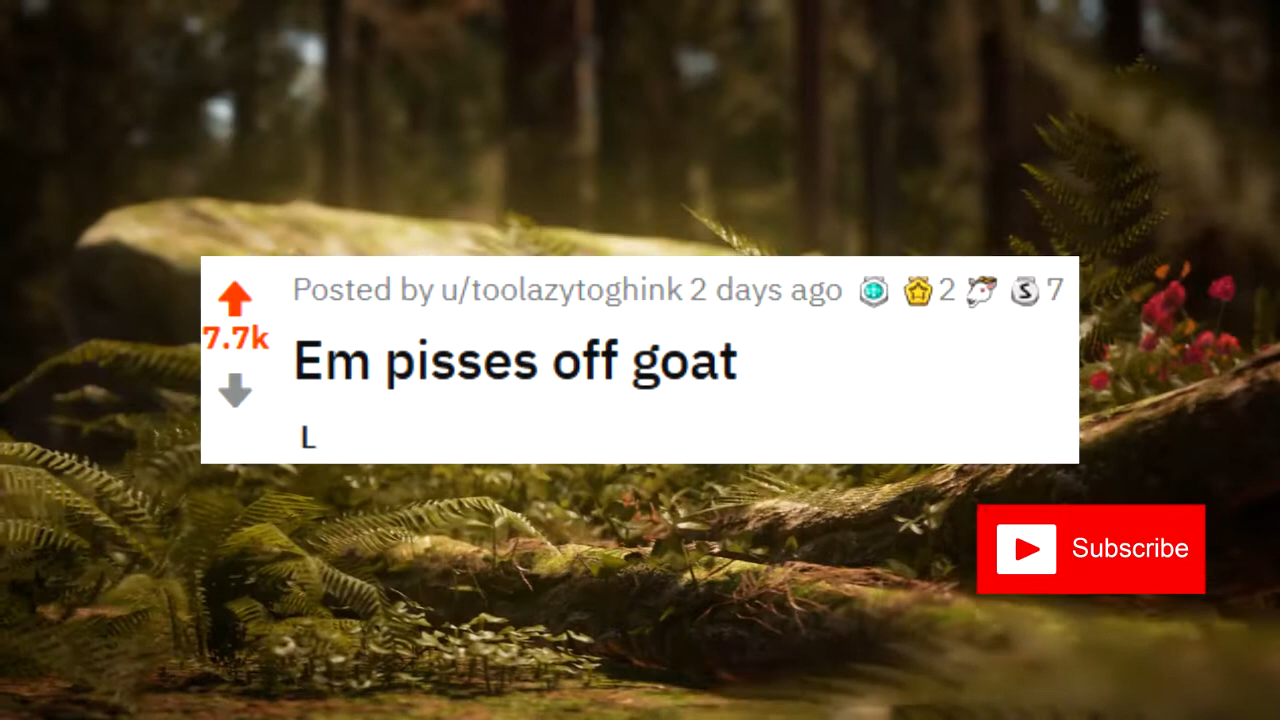 Posted by u/toolazytoghink 2 days ago 2 7
7.7k
Em pisses off goat
L
Subscribe